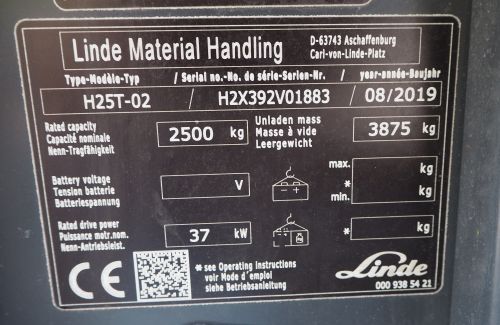 Linde Material Handling D-63743 Aschaffenburg
Carl-von-Linde-Platz
Type-Modèle-Typ / Serial no.-No. de série-Serien-Nr. / year-année-Baujahr
H25T-02 / H2X392V01883 / 08/2019
Rated capacity
Capacité nominale
Nenn-Tragfähigkeit
2500 kg
Unladen mass
Masse à vide
Leergewicht
3875 kg
Battery voltage
Tension batterie
Batteriespannung
V
max. kg
*
min. kg
Rated drive power
Puissance motr.nom.
Nenn-Antriebsleist.
37 kW
* kg
CE
*see Operating instructions
voir Mode d'emploi
siehe Betriebsanleitung
Linde
000 938 54 21